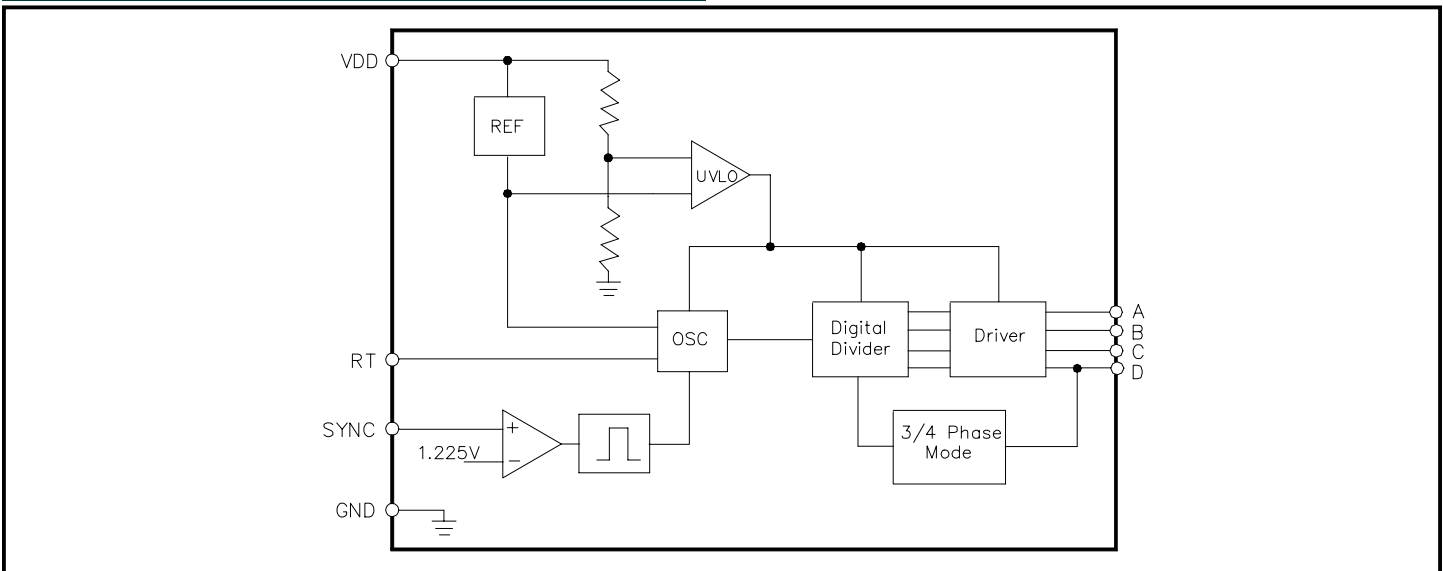 VDD
REF
UVLO
OSC
Digital
Divider
Driver
A
B
C
D
RT
SYNC
+
1.225V
−
3/4 Phase
Mode
GND